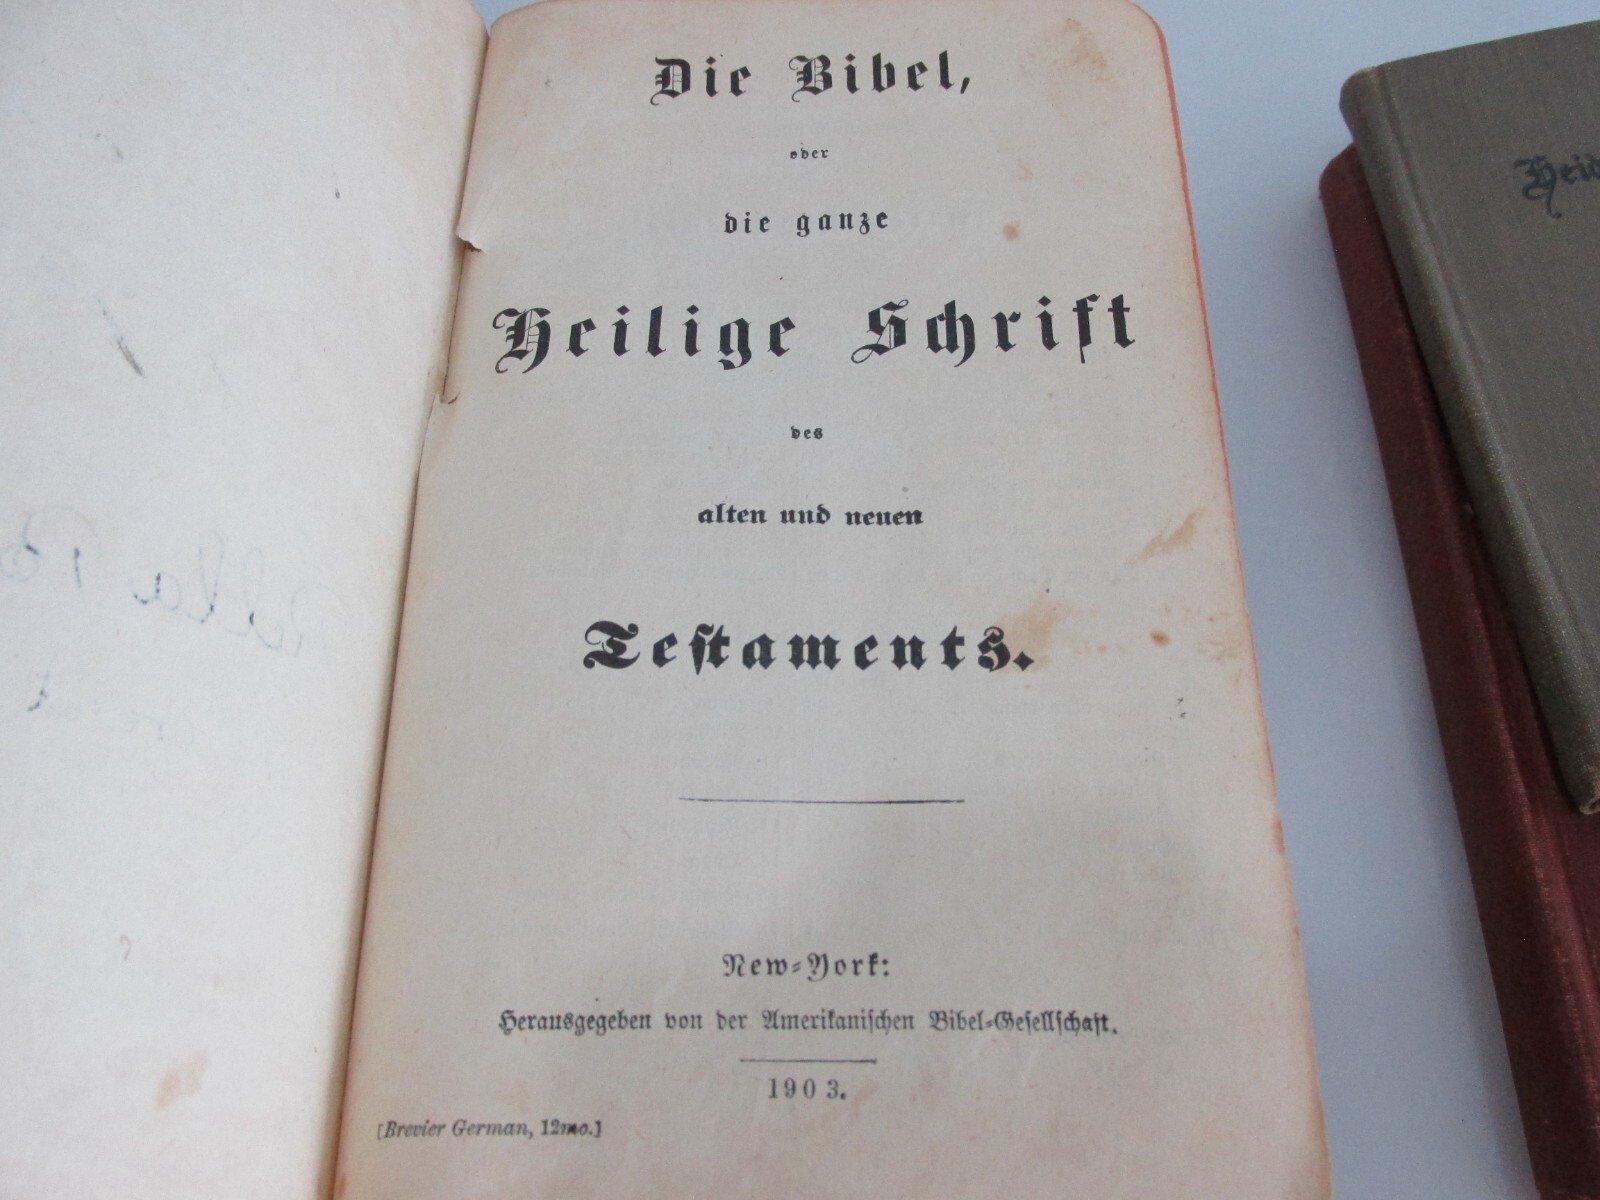 Die Bibel,
oder
die ganze
Heilige Schrift
des
alten und neuen
Testaments.
New-York:
Herausgegeben von der Amerikanischen Bibel-Gesellschaft.
1903.
[Brevier German, 12mo.]